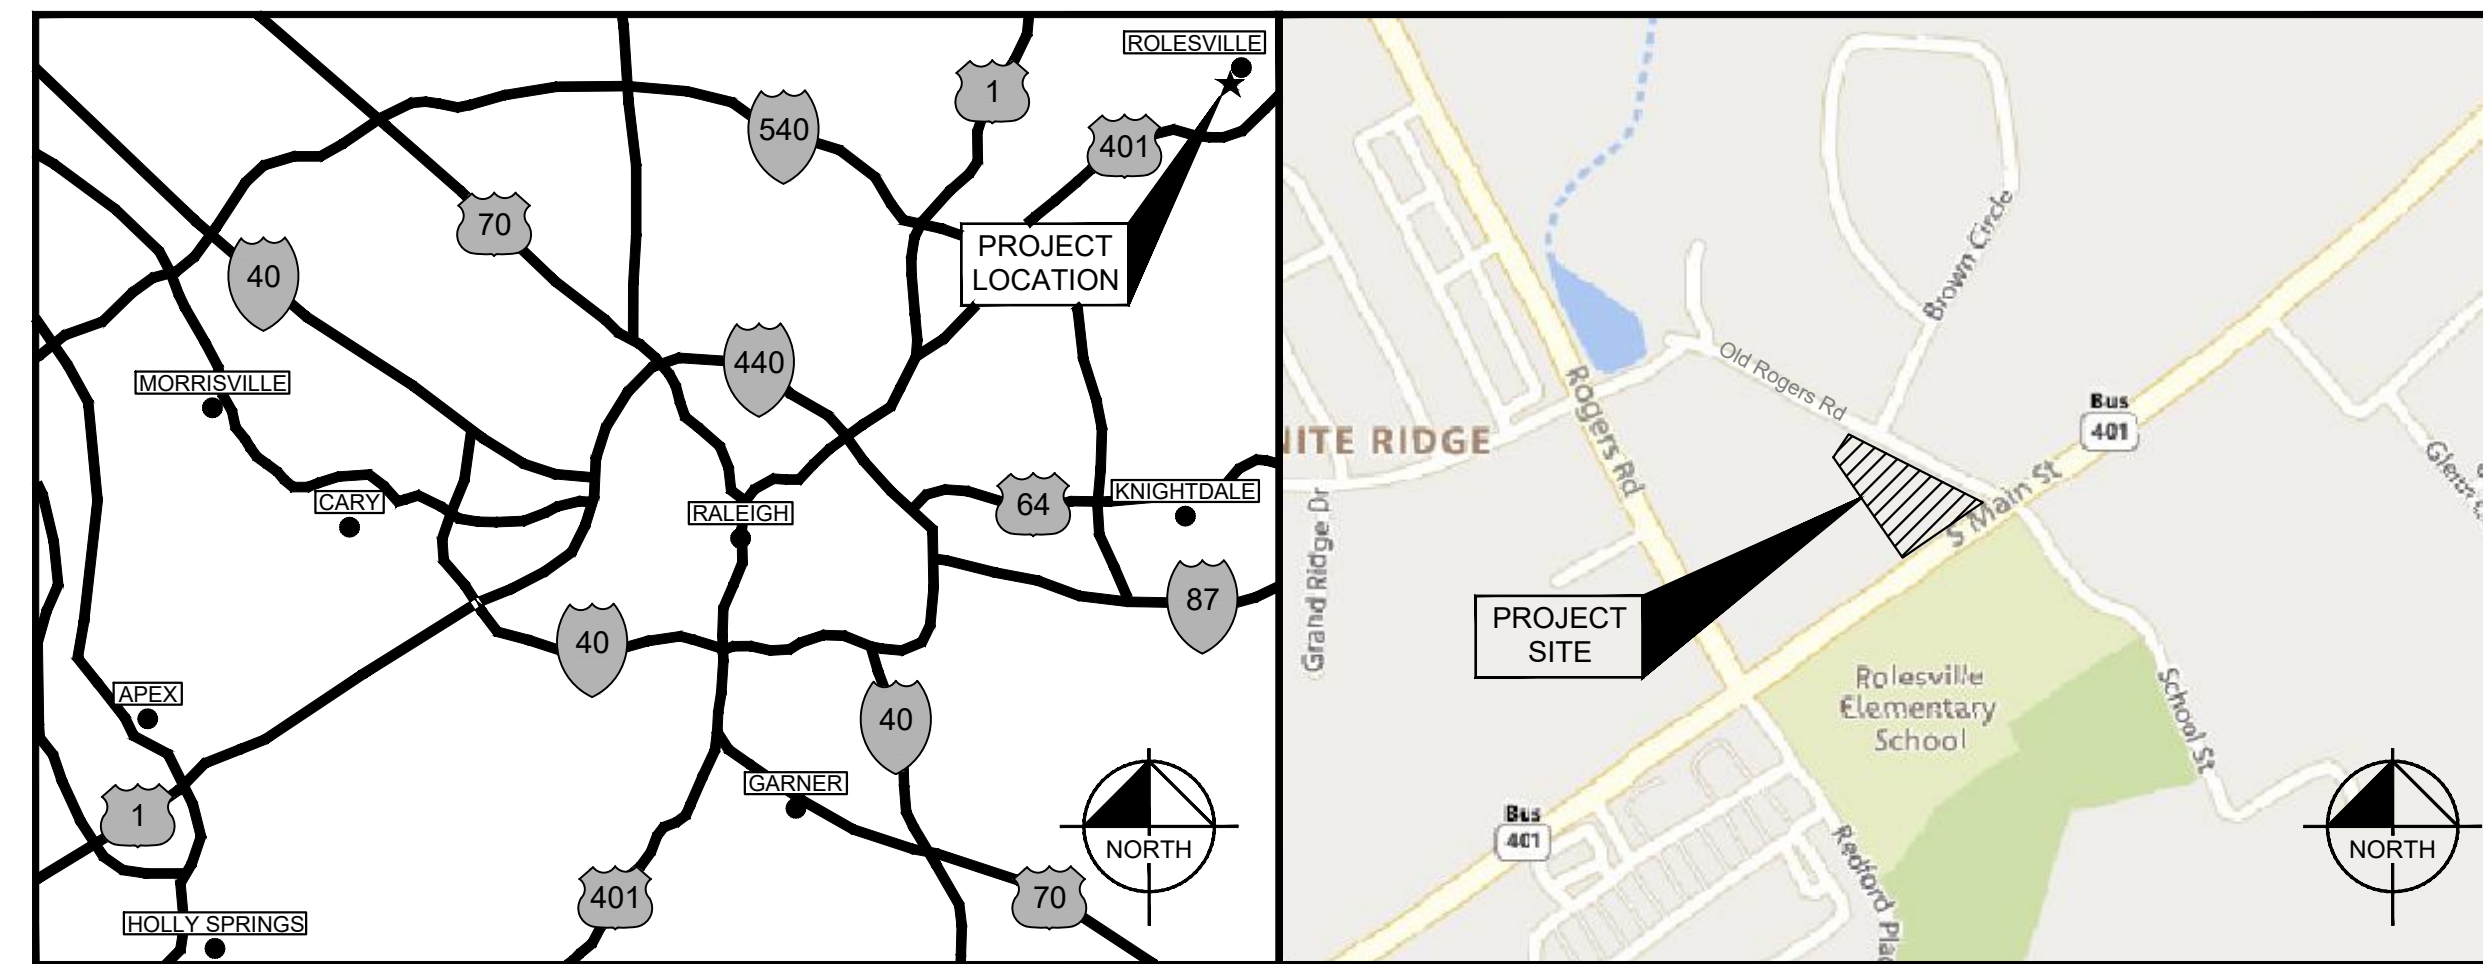 ROLESVILLE
1
540
401
70
PROJECT
LOCATION
40
440
MORRISVILLE
CARY
RALEIGH
64
KNIGHTDALE
87
40
APEX
40
GARNER
1
NORTH
401
70
HOLLY SPRINGS
Brown Circle
Old Rogers Rd
Rogers Rd
Bus
401
NITE RIDGE
S Main St
Grand Ridge Dr
PROJECT
SITE
Rolesville
Elementary
School
School St
Bus
401
Redford
NORTH